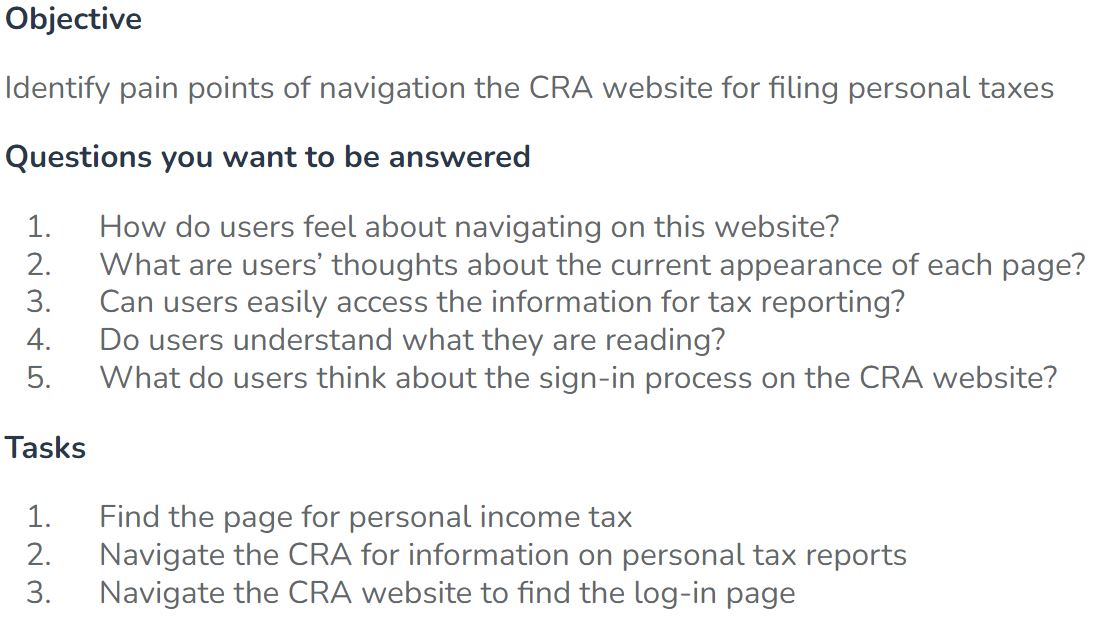 Objective
Identify pain points of navigation the CRA website for filing personal taxes
Questions you want to be answered
1. How do users feel about navigating on this website?
2. What are users’ thoughts about the current appearance of each page?
3. Can users easily access the information for tax reporting?
4. Do users understand what they are reading?
5. What do users think about the sign-in process on the CRA website?
Tasks
1. Find the page for personal income tax
2. Navigate the CRA for information on personal tax reports
3. Navigate the CRA website to find the log-in page